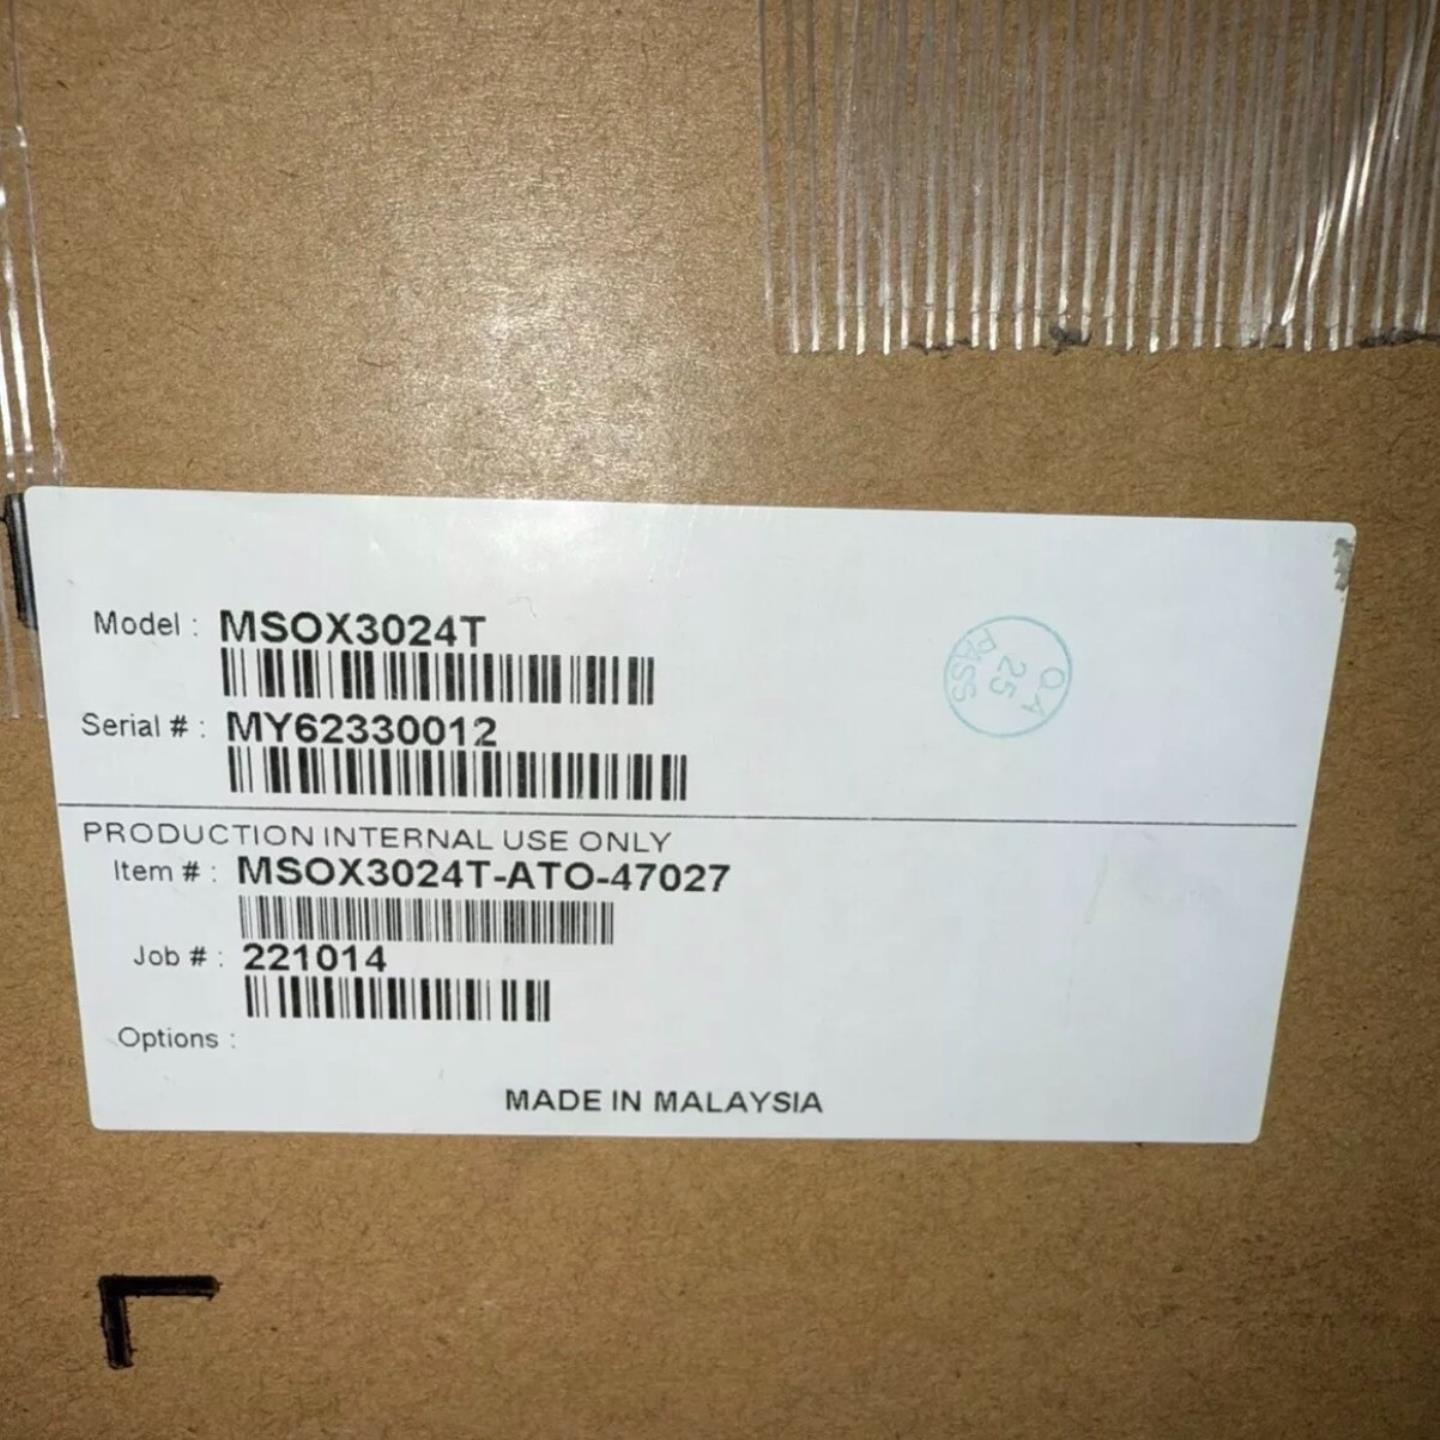 Model : MSOX3024T
Serial # : MY62330012
Q.A
25
PASS
PRODUCTION INTERNAL USE ONLY
Item # : MSOX3024T-ATO-47027
Job # : 221014
Options :
MADE IN MALAYSIA